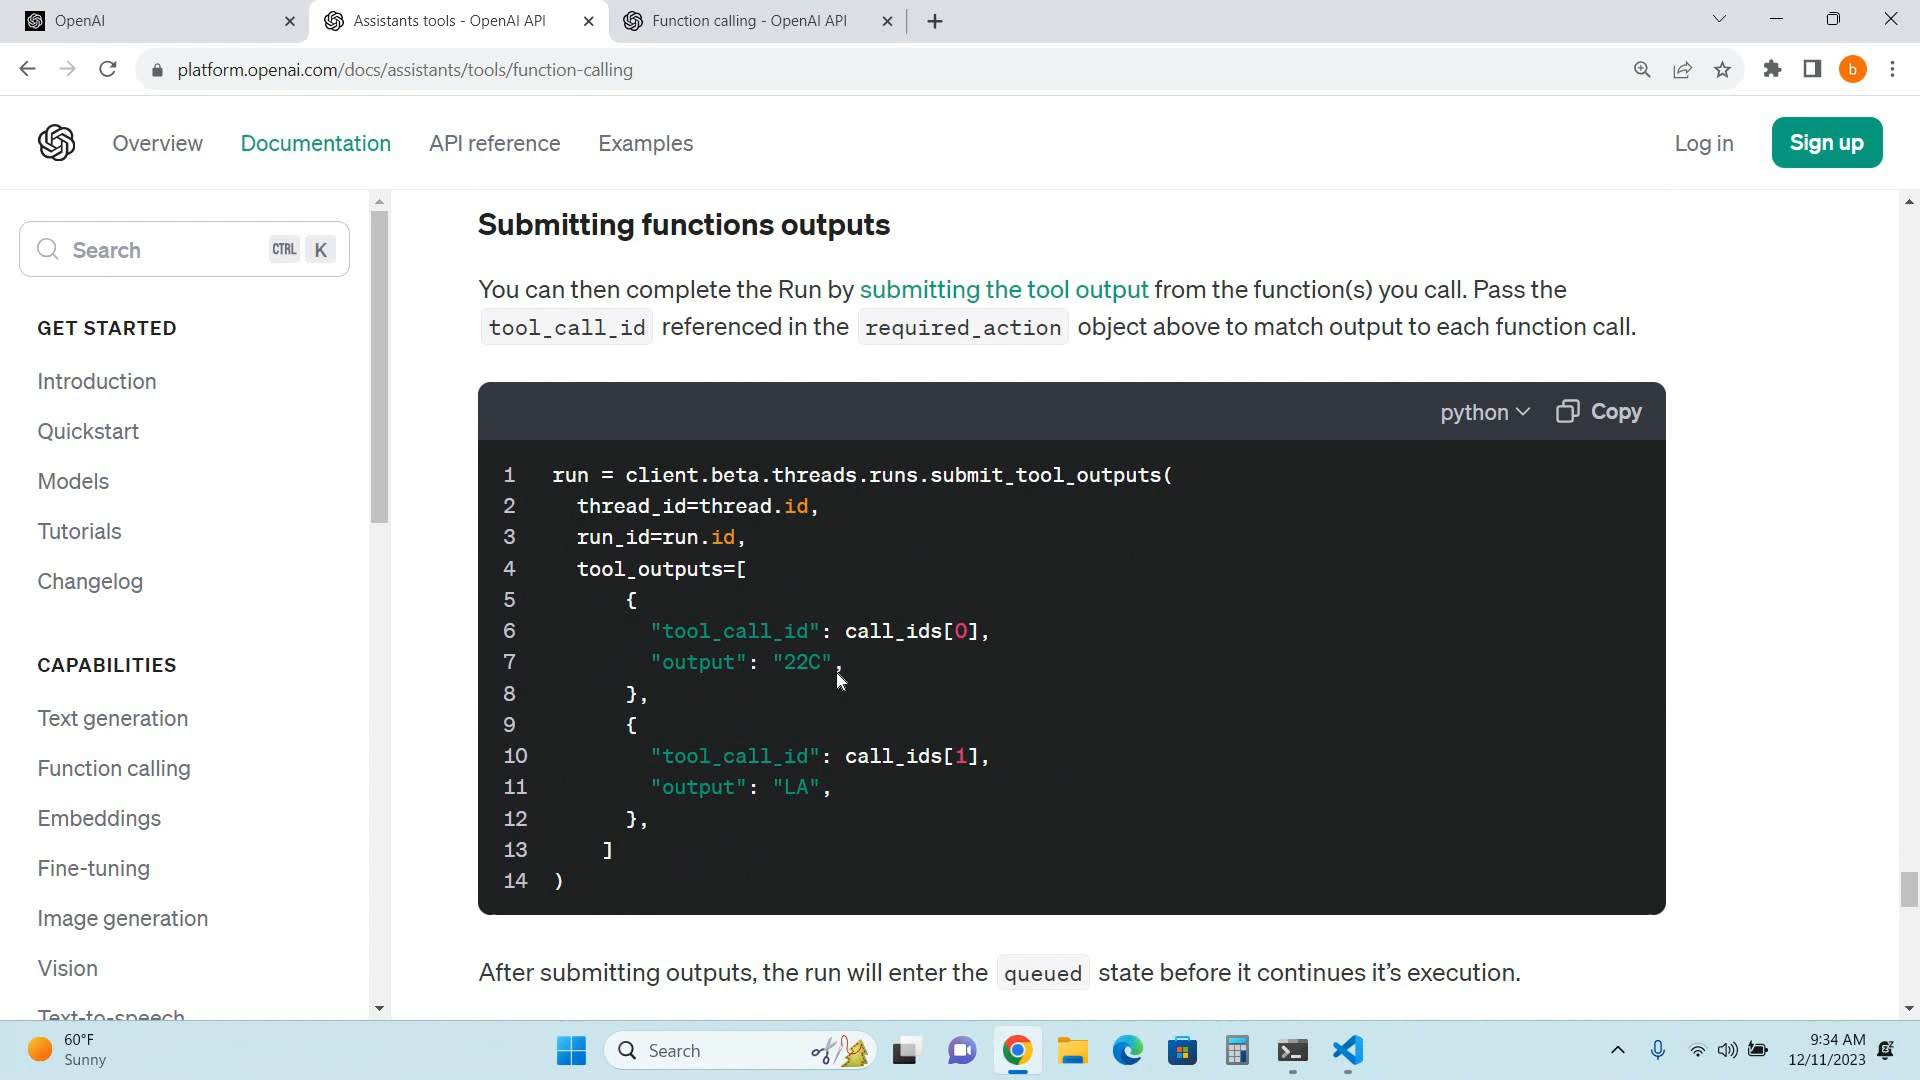 OpenAI
Assistants tools - OpenAI API
Function calling - OpenAI API
platform.openai.com/docs/assistants/tools/function-calling
b
Overview
Documentation
API reference
Examples
Log in
Sign up
Search
CTRL K
GET STARTED
Introduction
Quickstart
Models
Tutorials
Changelog
CAPABILITIES
Text generation
Function calling
Embeddings
Fine-tuning
Image generation
Vision
Text-to-speech
Submitting functions outputs
You can then complete the Run by submitting the tool output from the function(s) you call. Pass the
tool_call_id referenced in the required_action object above to match output to each function call.
python
Copy
1 run = client.beta.threads.runs.submit_tool_outputs(
2 thread_id=thread.id,
3 run_id=run.id,
4 tool_outputs=[
5 {
6 "tool_call_id": call_ids[0],
7 "output": "22C",
8 },
9 {
10 "tool_call_id": call_ids[1],
11 "output": "LA",
12 },
13 ]
14 )
After submitting outputs, the run will enter the queued state before it continues it’s execution.
60°F
Sunny
Search
9:34 AM
12/11/2023